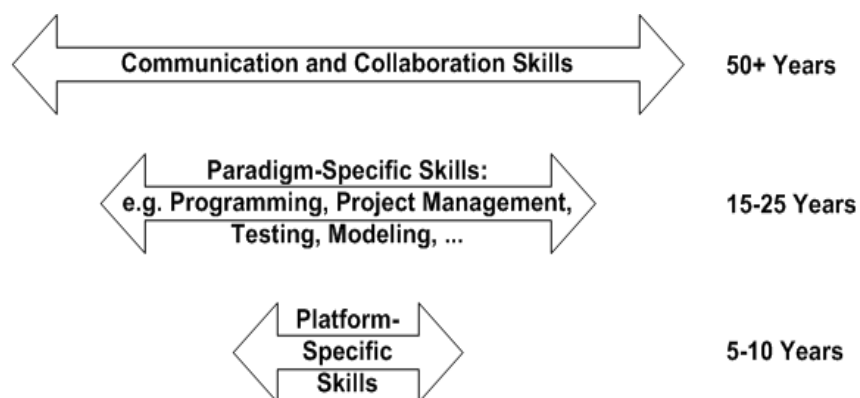 Communication and Collaboration Skills
50+ Years
Paradigm-Specific Skills:
e.g. Programming, Project Management,
Testing, Modeling, ...
15-25 Years
Platform-
Specific
Skills
5-10 Years